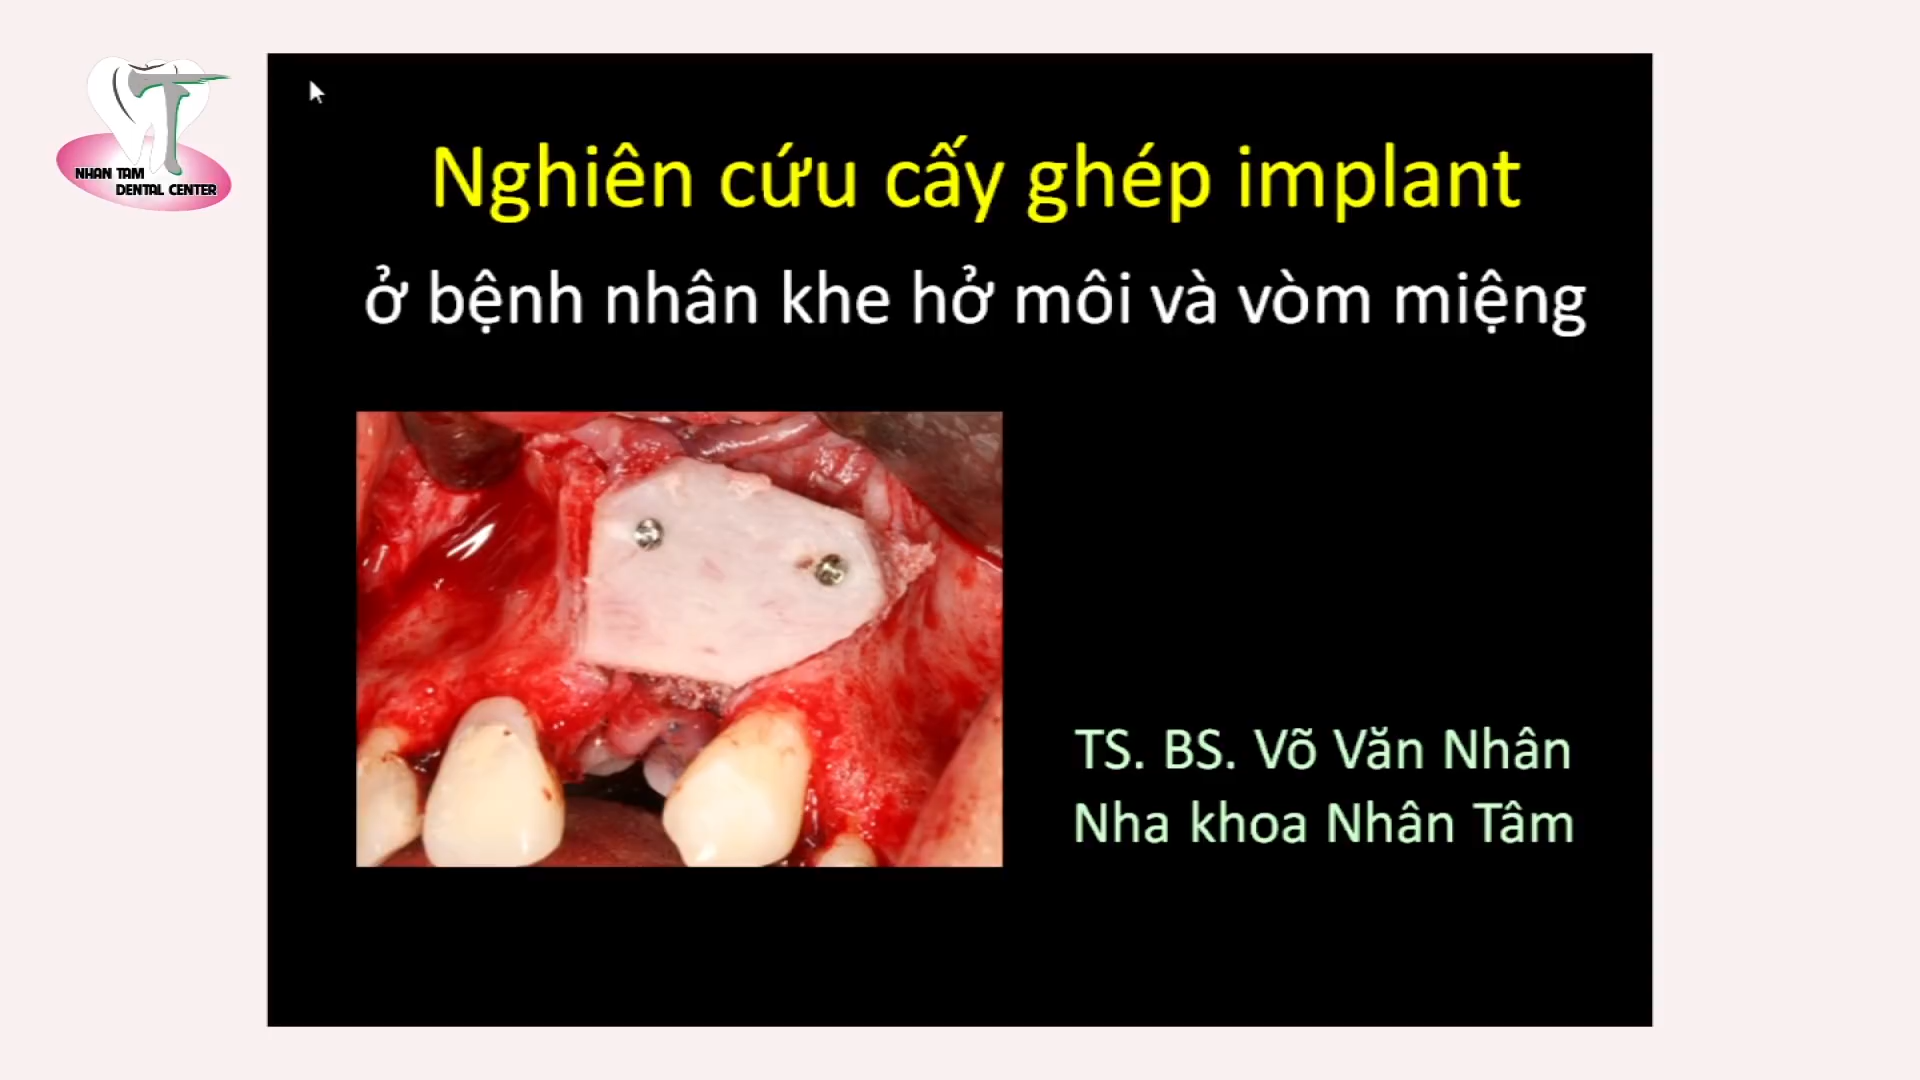 NHAN TAM
DENTAL CENTER
Nghiên cứu cấy ghép implant
ở bệnh nhân khe hở môi và vòm miệng
TS. BS. Võ Văn Nhân
Nha khoa Nhân Tâm